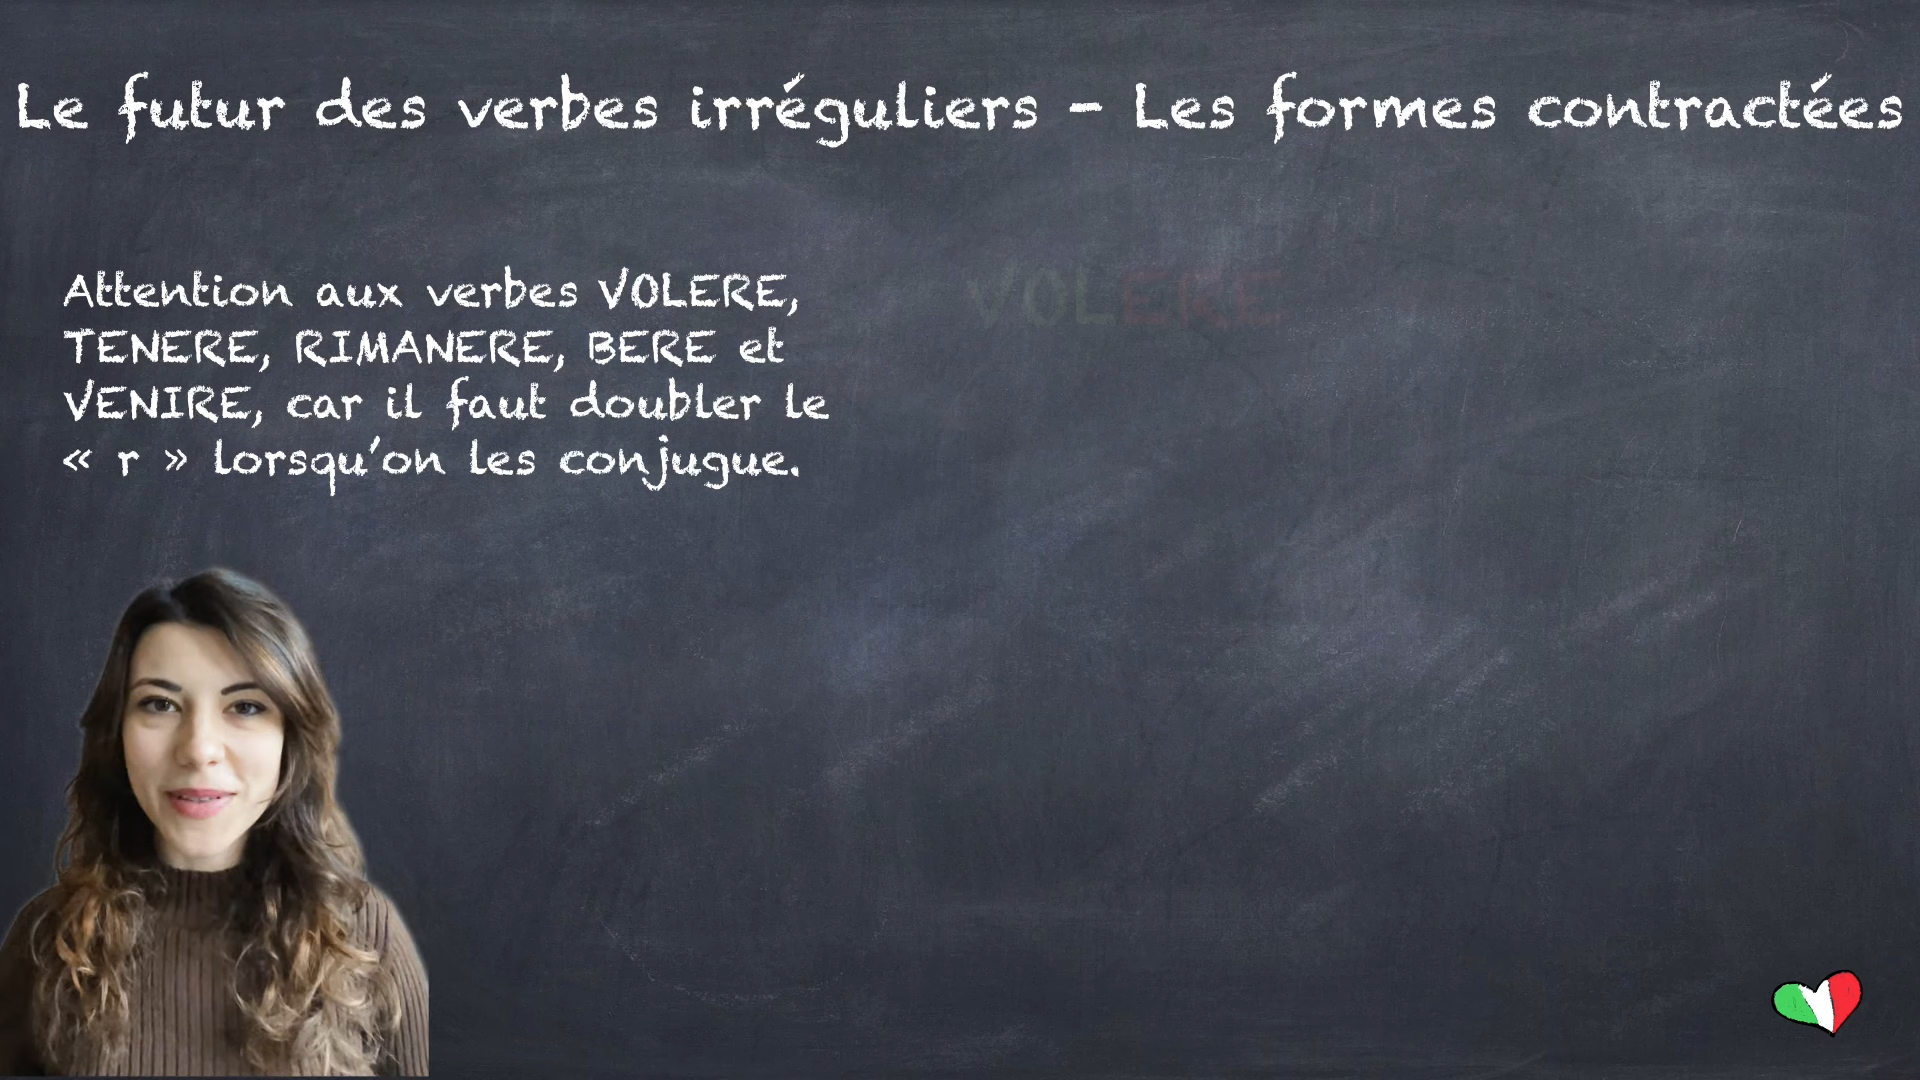 Le futur des verbes irréguliers - Les formes contractées
Attention aux verbes VOLERE,
TENERE, RIMANERE, BERE et
VENIRE, car il faut doubler le
« r » lorsqu'on les conjugue.
VOLERE